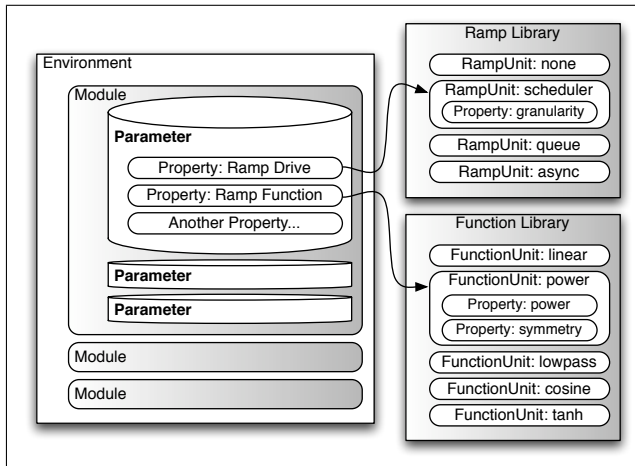 Environment
Module
Parameter
Property: Ramp Drive
Property: Ramp Function
Another Property...
Parameter
Parameter
Module
Module
Ramp Library
RampUnit: none
RampUnit: scheduler
Property: granularity
RampUnit: queue
RampUnit: async
Function Library
FunctionUnit: linear
FunctionUnit: power
Property: power
Property: symmetry
FunctionUnit: lowpass
FunctionUnit: cosine
FunctionUnit: tanh